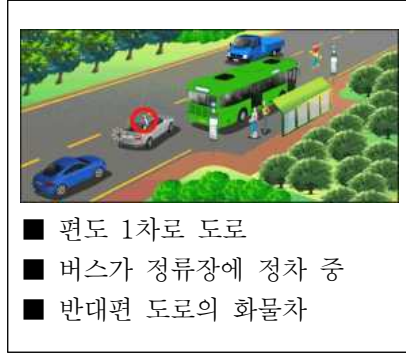 ■ 편도 1차로 도로
■ 버스가 정류장에 정차 중
■ 반대편 도로의 화물차